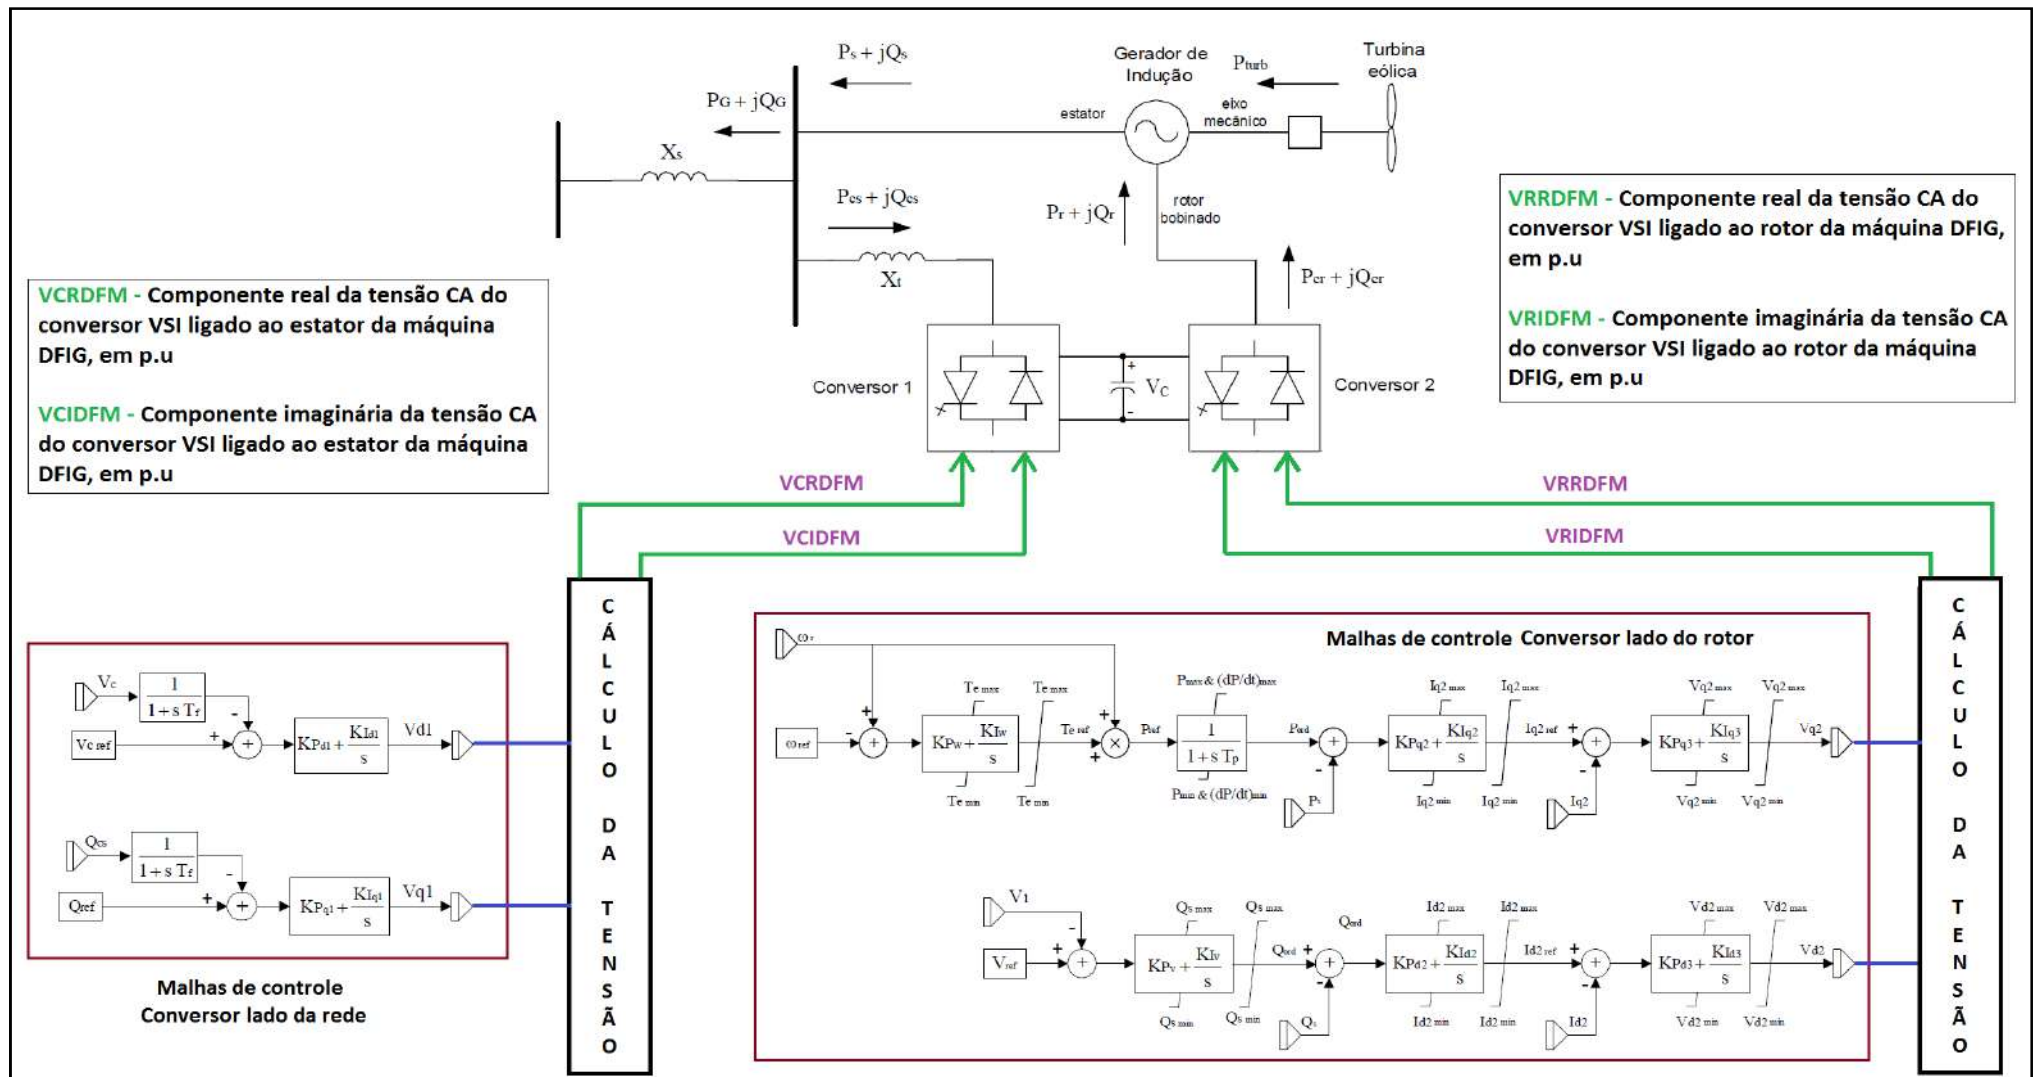 Ps + jQs
Gerador de
Indução
Pturb
Turbina
eólica
PG + jQG
estator
eixo
mecânico
Xs
Pcs + jQcs
Pr + jQr
rotor
bobinado
Xt
Pcr + jQcr
VCRDFM - Componente real da tensão CA do
conversor VSI ligado ao estator da máquina
DFIG, em p.u
VCIDFM - Componente imaginária da tensão CA
do conversor VSI ligado ao estator da máquina
DFIG, em p.u
VRRDFM - Componente real da tensão CA do
conversor VSI ligado ao rotor da máquina DFIG,
em p.u
VRIDFM - Componente imaginária da tensão CA
do conversor VSI ligado ao rotor da máquina
DFIG, em p.u
Conversor 1
+
VC
-
Conversor 2
VCRDFM
VCIDFM
VRRDFM
VRIDFM
CÁLCULO DA TENSÃO
Vc
1
1 + s Tf
-
Vc ref
+
+
KPd1 + KId1
s
Vd1
Qcs
1
1 + s Tf
-
Qref
+
+
KPq1 + KIq1
s
Vq1
Malhas de controle
Conversor lado da rede
Malhas de controle Conversor lado do rotor
ωr
+
ωref
-
+
Te max
KPw + KIw
s
Te min
Te max
Te min
Te ref
+
+
×
Pref
Pmax & (dP/dt)max
1
1 + s Tp
Pmin & (dP/dt)min
Pord
+
-
Iq2 max
KPq2 + KIq2
s
Iq2 min
Iq2 max
Iq2 min
Iq2 ref
+
+
-
Iq2
Vq2 max
KPq3 + KIq3
s
Vq2 min
Vq2 max
Vq2 min
Vq2
V1
-
Vref
+
+
Qs max
KPv + KIv
s
Qs min
Qs max
Qs min
Qord
Qord
+
+
-
Id2 max
KPd2 + KId2
s
Id2 min
Id2 max
Id2 min
Id2 ref
+
+
-
Id2
Vd2 max
KPd3 + KId3
s
Vd2 min
Vd2 max
Vd2 min
Vd2
CÁLCULO DA TENSÃO